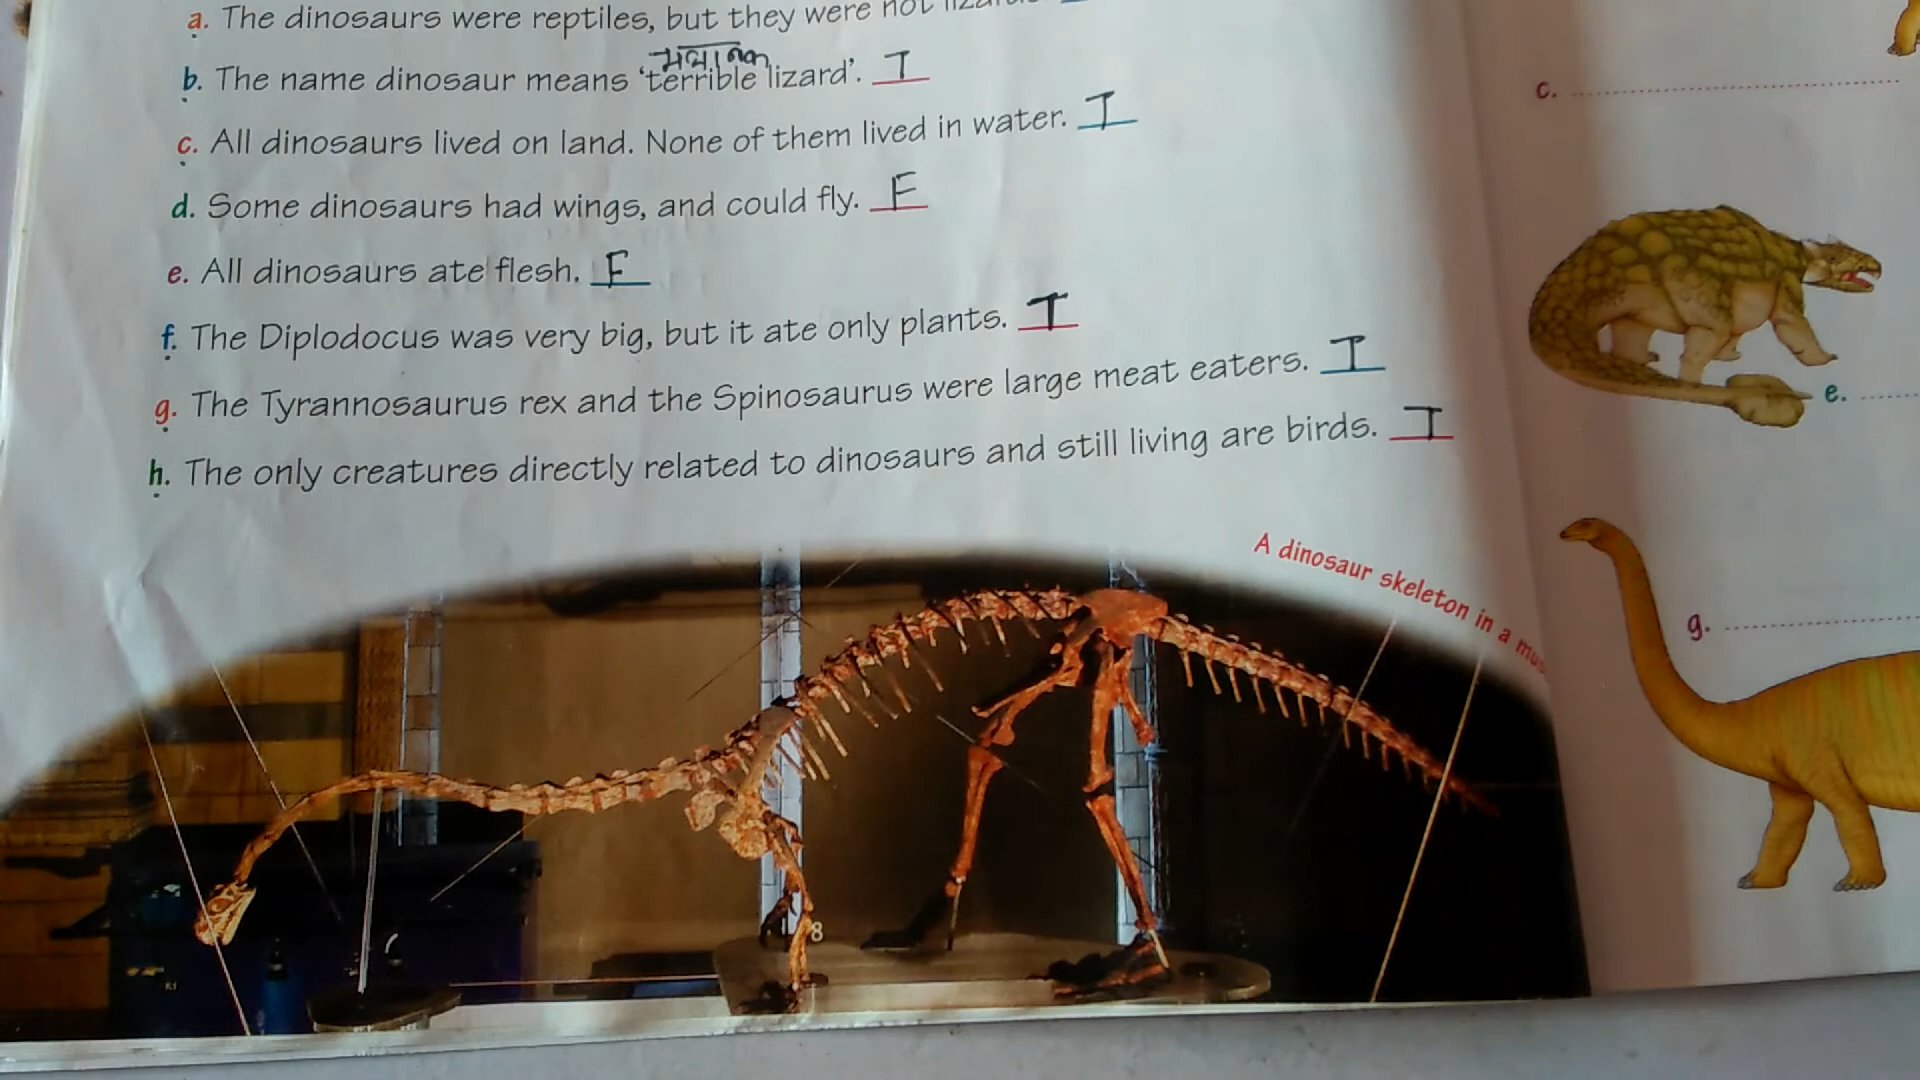 a. The dinosaurs were reptiles, but they were not
b. The name dinosaur means ‘terrible lizard’. T
c. All dinosaurs lived on land. None of them lived in water. T
d. Some dinosaurs had wings, and could fly. F
e. All dinosaurs ate flesh. F
f. The Diplodocus was very big, but it ate only plants. T
g. The Tyrannosaurus rex and the Spinosaurus were large meat eaters. T
h. The only creatures directly related to dinosaurs and still living are birds. T
A dinosaur skeleton in a
8
c.
e.
g.